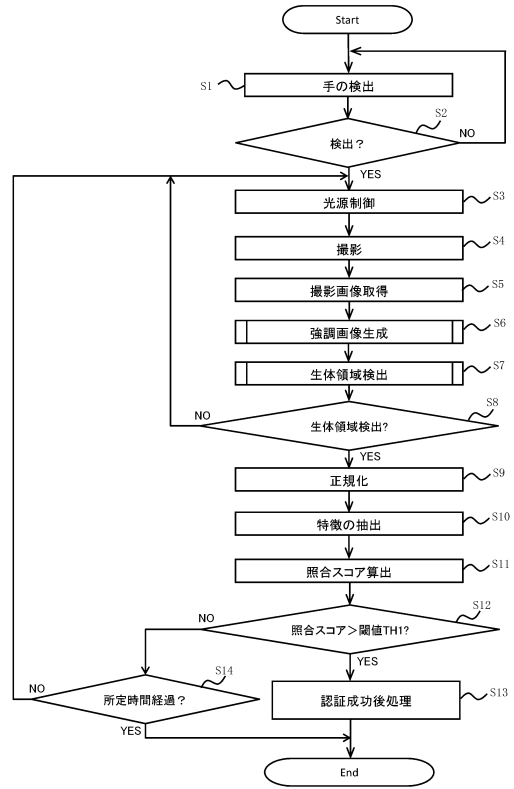 Start
S1
手の検出
S2
検出？
NO
YES
光源制御
S3
撮影
S4
撮影画像取得
S5
強調画像生成
S6
生体領域検出
S7
S8
NO
生体領域検出?
YES
正規化
S9
特徴の抽出
S10
照合スコア算出
S11
S12
NO
照合スコア＞閾値TH1?
YES
S14
NO
所定時間経過？
認証成功後処理
S13
YES
End